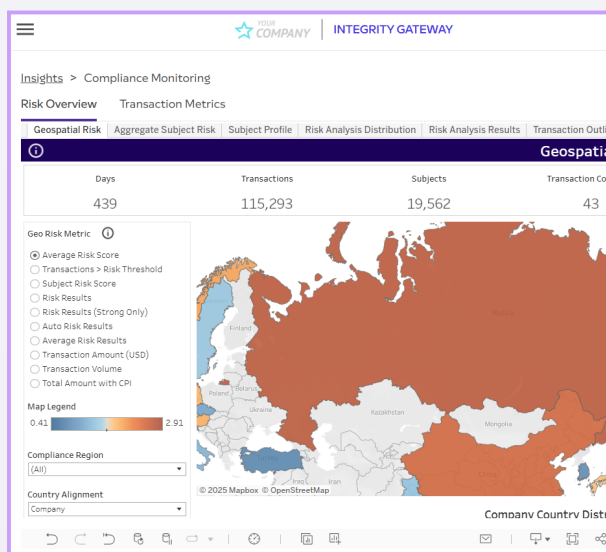 YOUR
COMPANY
INTEGRITY GATEWAY
Insights > Compliance Monitoring
Risk Overview Transaction Metrics
Geospatial Risk Aggregate Subject Risk Subject Profile Risk Analysis Distribution Risk Analysis Results Transaction Outli
Geospatia
Days Transactions Subjects Transaction Co
439 115,293 19,562 43
Geo Risk Metric
Average Risk Score
Transactions > Risk Threshold
Subject Risk Score
Risk Results
Risk Results (Strong Only)
Auto Risk Results
Average Risk Results
Transaction Amount (USD)
Transaction Volume
Total Amount with CPI
Map Legend
0.41 2.91
Compliance Region
(All)
Country Alignment
Company
Russia
Finland
Poland
Belarus
Ukraine
Kazakhstan
Mongolia
Iraq
Iran
China
© 2025 Mapbox © OpenStreetMap
Company Country Distr